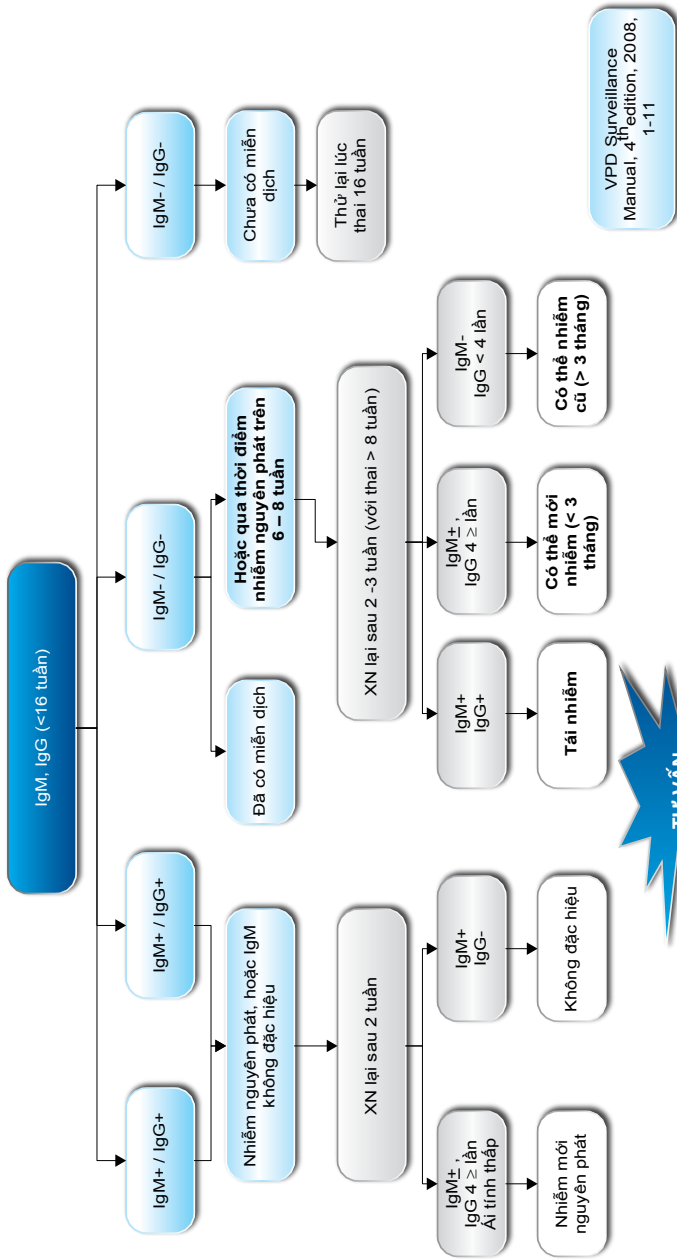 IgM, IgG (<16 tuần)
IgM+ / IgG+
IgM+ / IgG+
IgM- / IgG-
IgM- / IgG-
Nhiễm nguyên phát, hoặc IgM
không đặc hiệu
Đã có miễn dịch
Hoặc qua thời điểm
nhiễm nguyên phát trên
6 – 8 tuần
Chưa có miễn
dịch
XN lại sau 2 tuần
XN lại sau 2 -3 tuần (với thai > 8 tuần)
Thử lại lúc
thai 16 tuần
IgM±,
IgG 4 ≥ lần
Ái tính thấp
IgM+
IgG-
IgM+
IgG+
IgM±,
IgG 4 ≥ lần
IgM-
IgG < 4 lần
Nhiễm mới
nguyên phát
Không đặc hiệu
Tái nhiễm
Có thể mới
nhiễm (< 3
tháng)
Có thể nhiễm
cũ (> 3 tháng)
TƯ VẤN
VPD Surveillance
Manual, 4th edition, 2008,
1-11